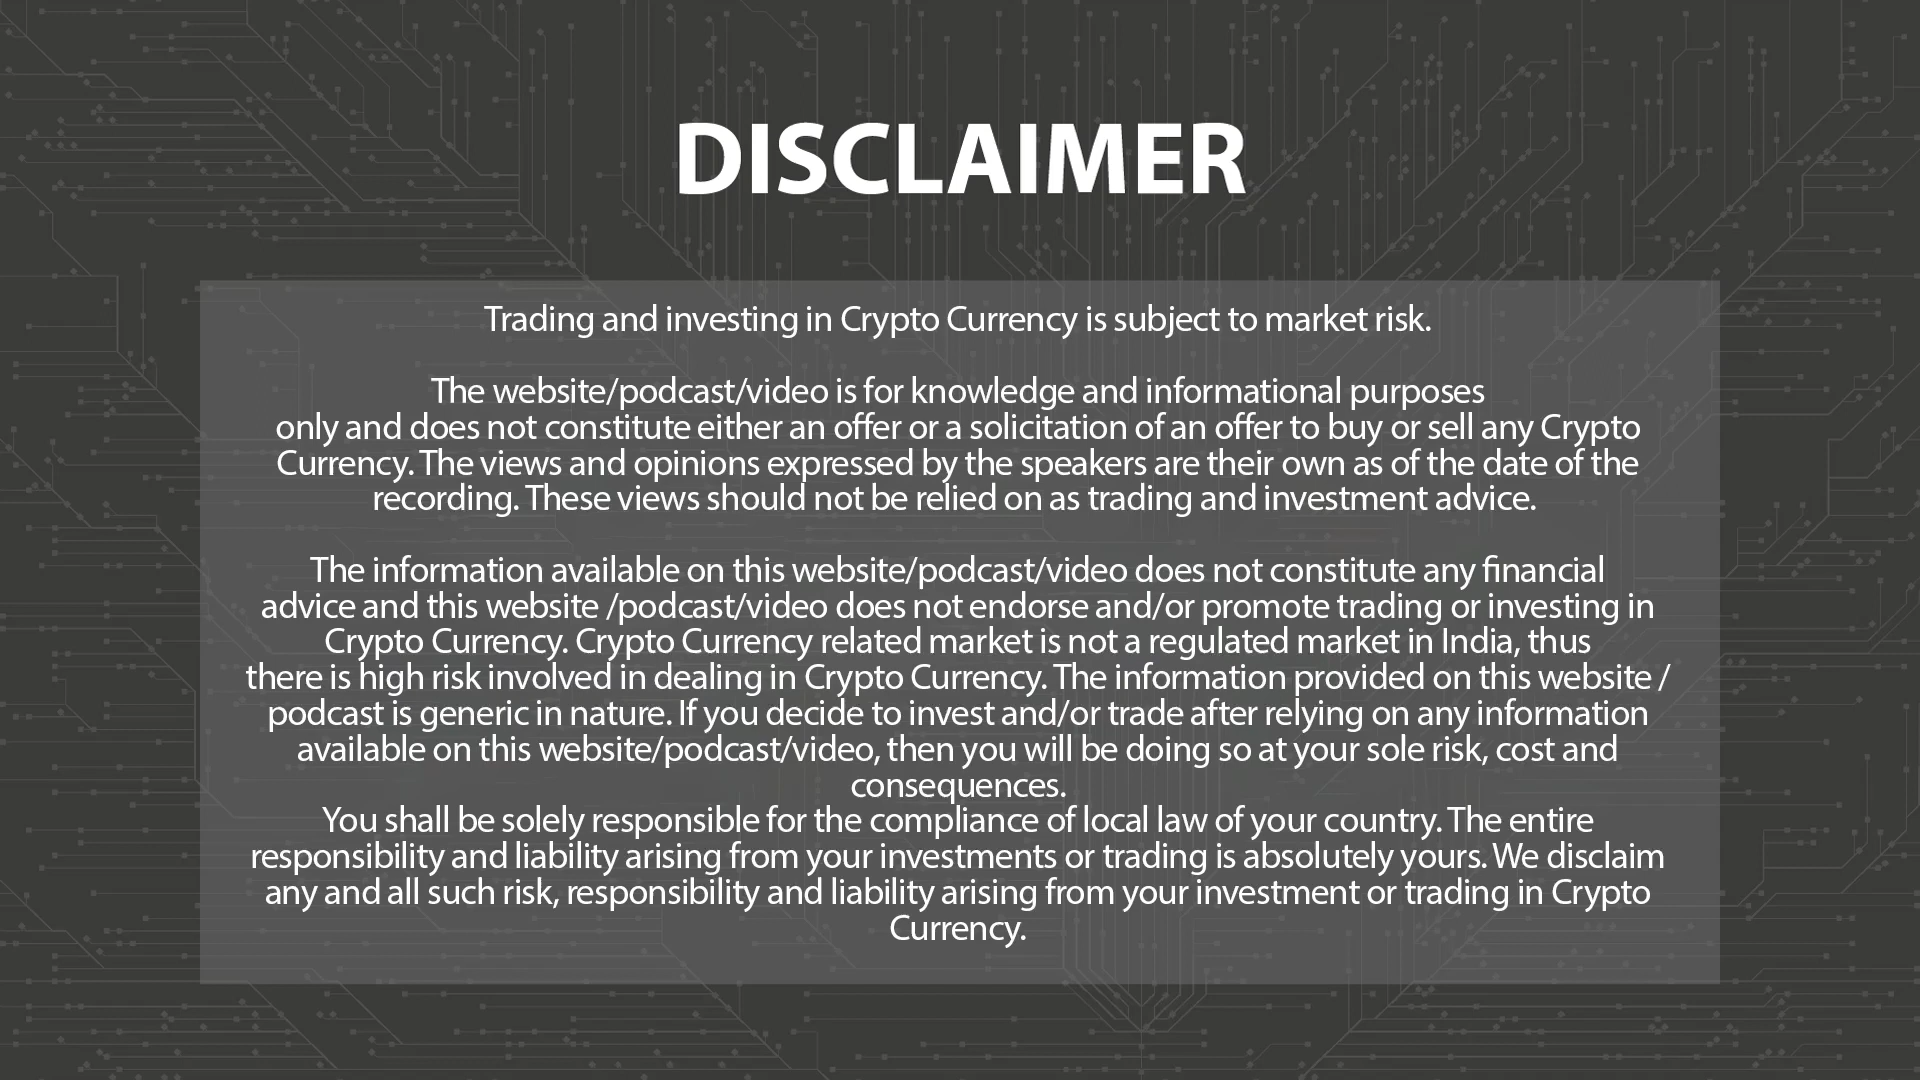 DISCLAIMER
Trading and investing in Crypto Currency is subject to market risk.
The website/podcast/video is for knowledge and informational purposes
only and does not constitute either an offer or a solicitation of an offer to buy or sell any Crypto
Currency. The views and opinions expressed by the speakers are their own as of the date of the
recording. These views should not be relied on as trading and investment advice.
The information available on this website/podcast/video does not constitute any financial
advice and this website /podcast/video does not endorse and/or promote trading or investing in
Crypto Currency. Crypto Currency related market is not a regulated market in India, thus
there is high risk involved in dealing in Crypto Currency. The information provided on this website /
podcast is generic in nature. If you decide to invest and/or trade after relying on any information
available on this website/podcast/video, then you will be doing so at your sole risk, cost and
consequences.
You shall be solely responsible for the compliance of local law of your country. The entire
responsibility and liability arising from your investments or trading is absolutely yours. We disclaim
any and all such risk, responsibility and liability arising from your investment or trading in Crypto
Currency.